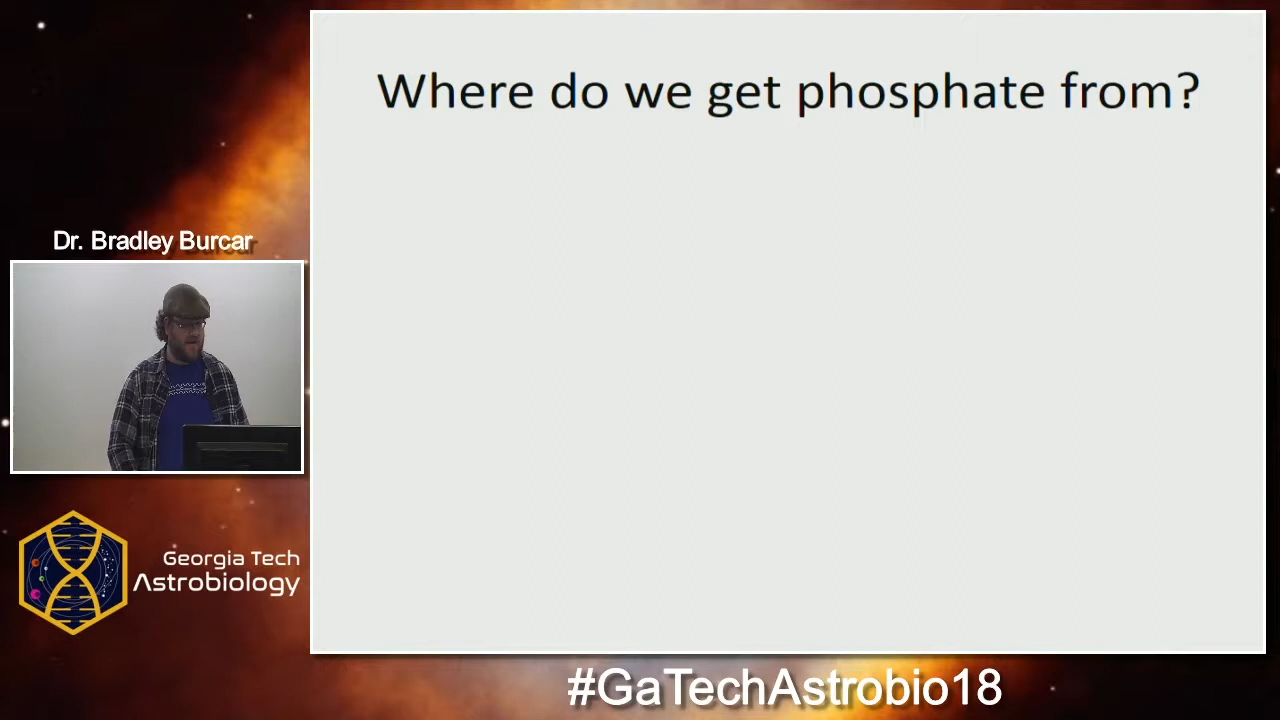 Where do we get phosphate from?
Dr. Bradley Burcar
Georgia Tech
Astrobiology
#GaTechAstrobio18